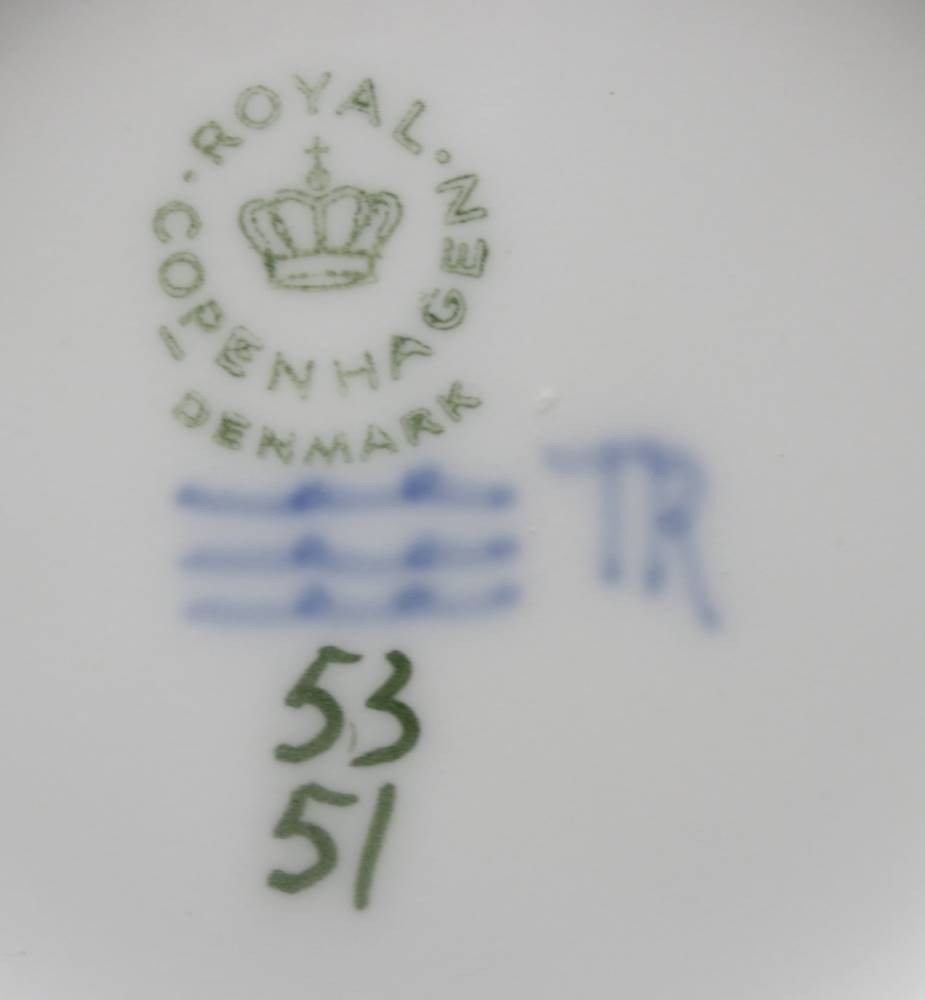 ROYAL · COPENHAGEN ·
DENMARK
TR
53
51